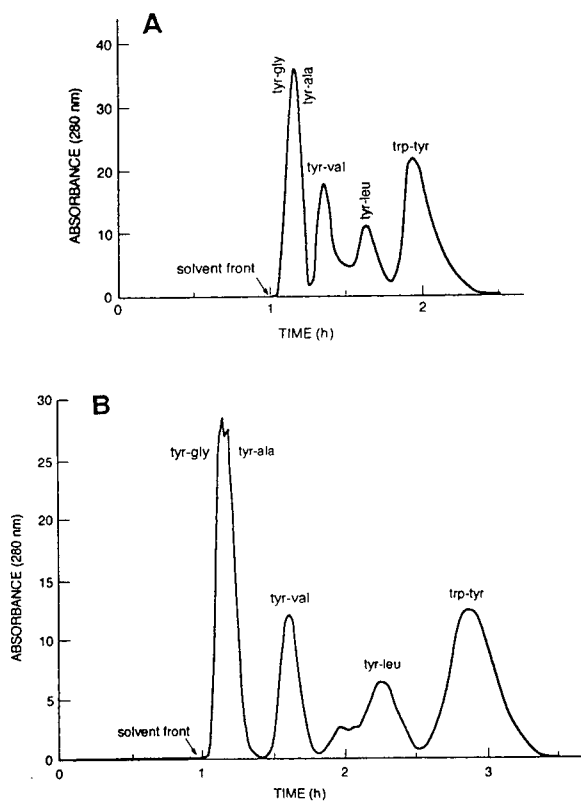 A
ABSORBANCE (280 nm)
40
30
20
10
0
tyr-gly
tyr-ala
tyr-val
tyr-leu
trp-tyr
solvent front
0
1
2
TIME (h)
B
ABSORBANCE (280 nm)
30
25
20
15
10
5
0
tyr-gly
tyr-ala
tyr-val
tyr-leu
trp-tyr
solvent front
0
1
2
3
TIME (h)